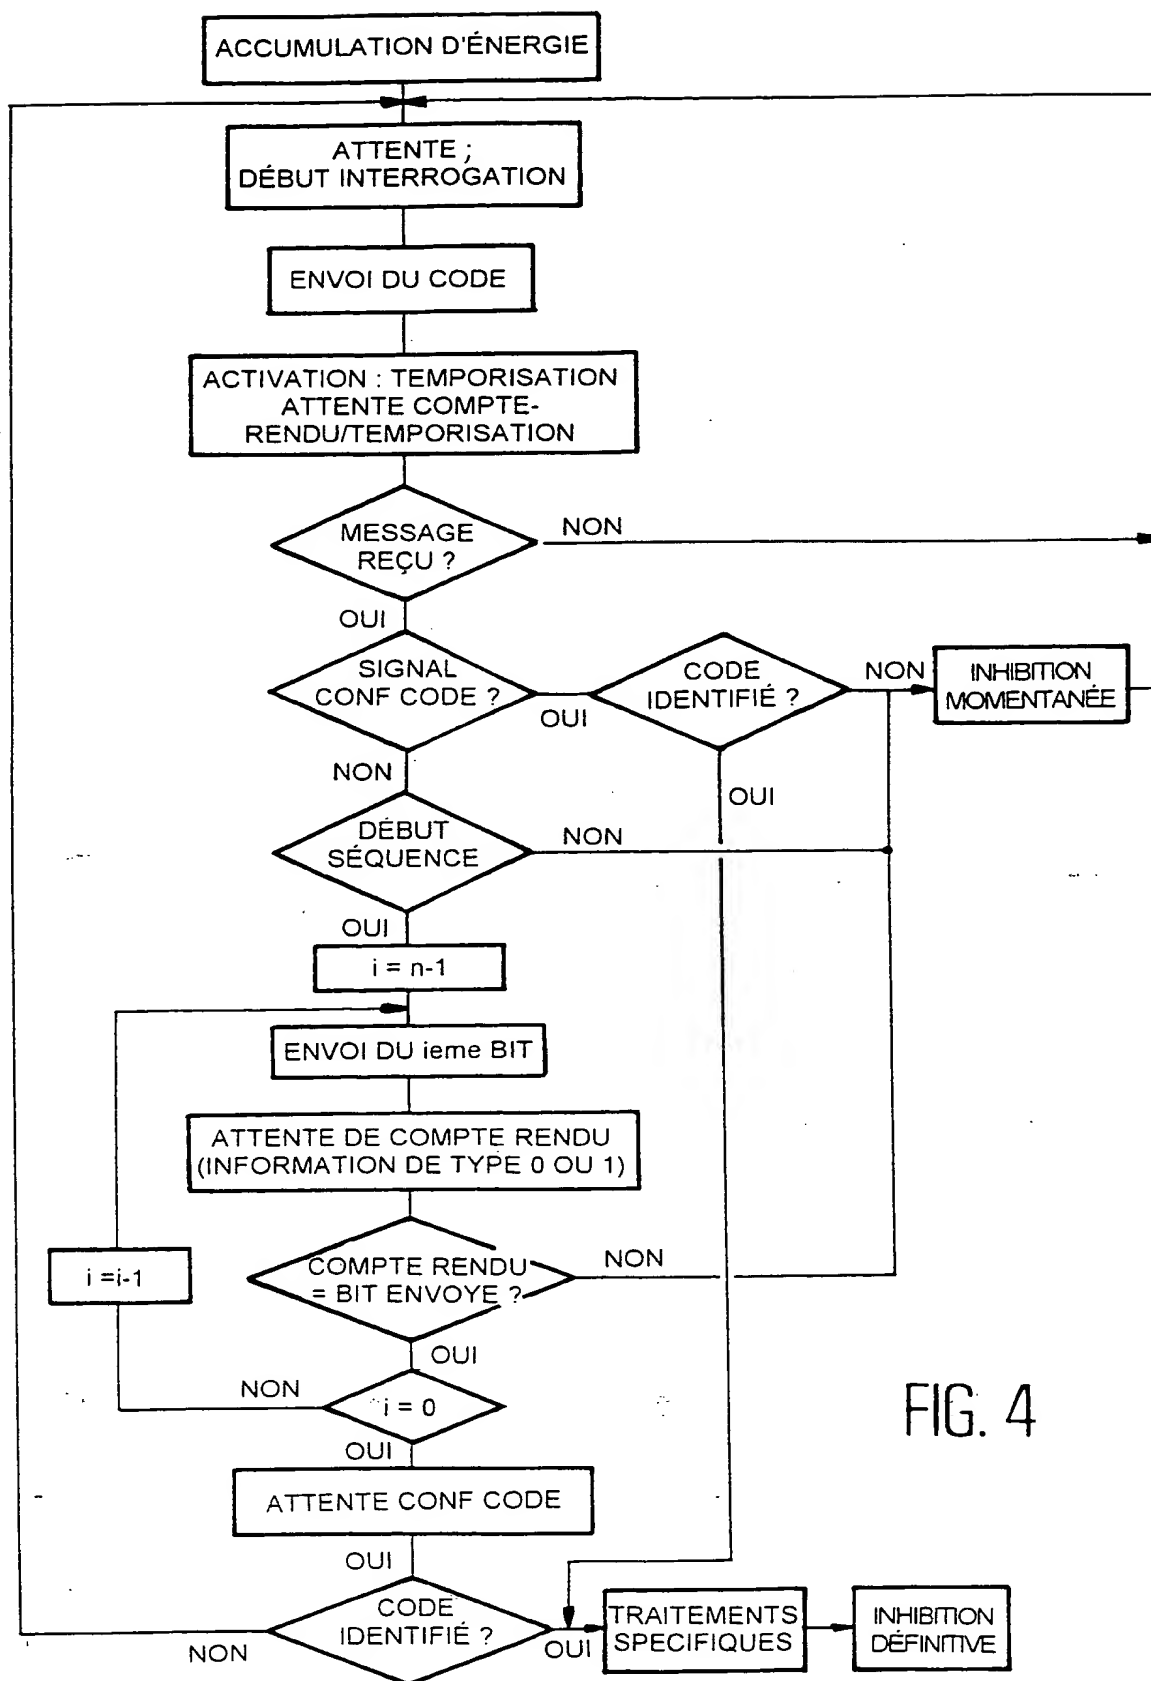 ACCUMULATION D'ÉNERGIE
ATTENTE ;
DÉBUT INTERROGATION
ENVOI DU CODE
ACTIVATION : TEMPORISATION
ATTENTE COMPTE-
RENDU/TEMPORISATION
MESSAGE
REÇU ?
NON
OUI
SIGNAL
CONF CODE ?
OUI
CODE
IDENTIFIÉ ?
NON
INHIBITION
MOMENTANÉE
NON
OUI
DÉBUT
SÉQUENCE
NON
OUI
i = n-1
ENVOI DU ieme BIT
ATTENTE DE COMPTE RENDU
(INFORMATION DE TYPE 0 OU 1)
i =i-1
COMPTE RENDU
= BIT ENVOYE ?
NON
OUI
NON
i = 0
FIG. 4
OUI
ATTENTE CONF CODE
OUI
CODE
IDENTIFIÉ ?
NON
OUI
TRAITEMENTS
SPECIFIQUES
INHIBITION
DÉFINITIVE